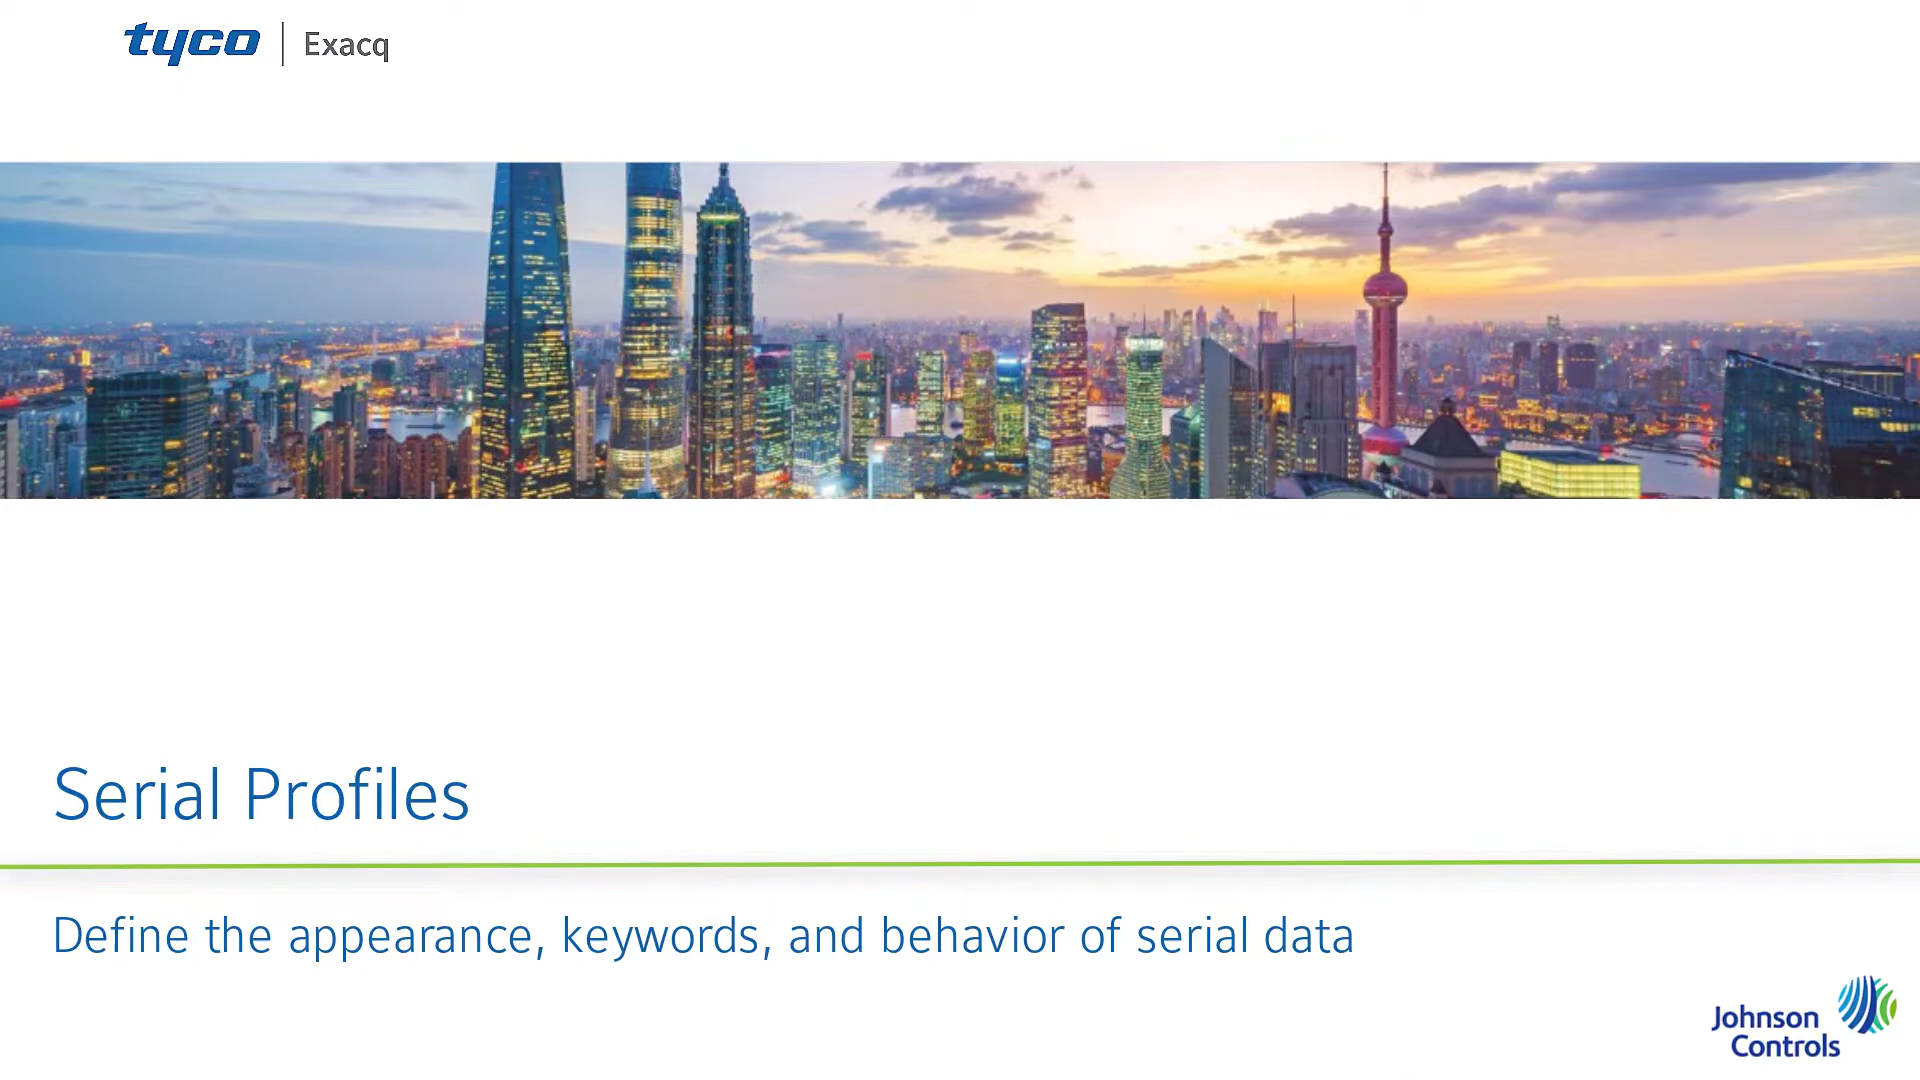 tyco | Exacq
Serial Profiles
Define the appearance, keywords, and behavior of serial data
Johnson
Controls